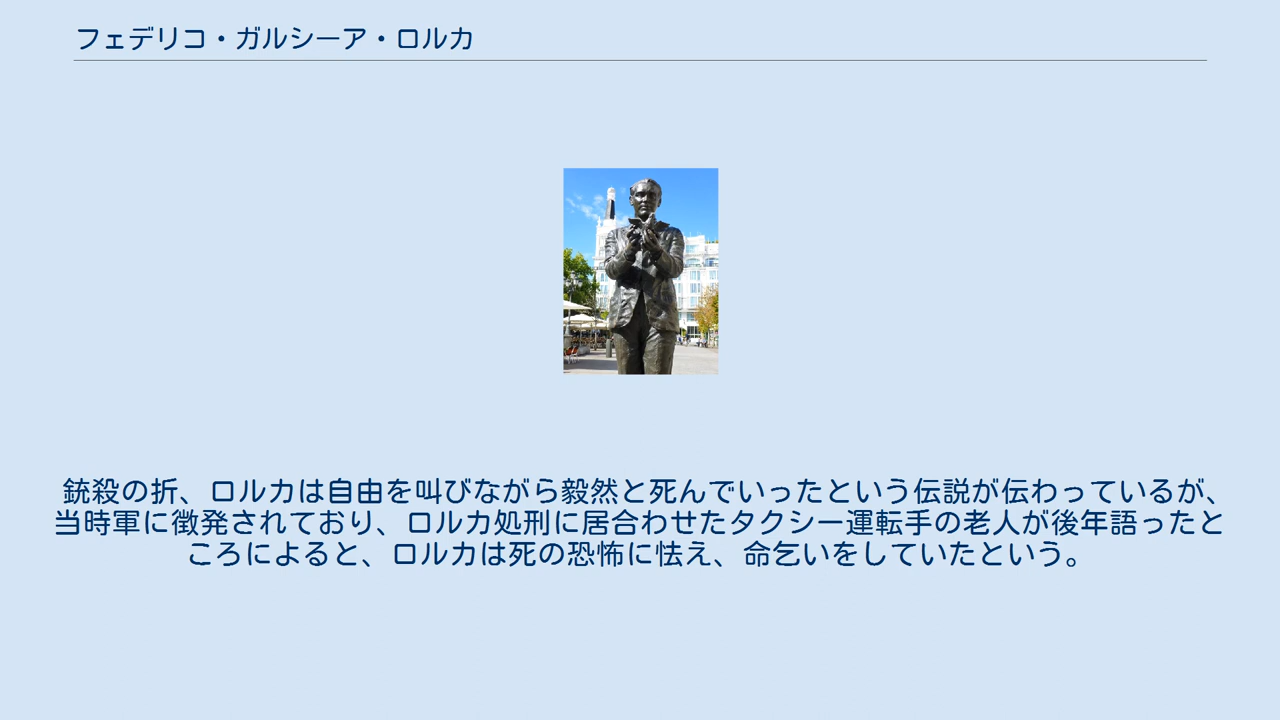 フェデリコ・ガルシーア・ロルカ
銃殺の折、ロルカは自由を叫びながら毅然と死んでいったという伝説が伝わっているが、
当時軍に徴発されており、ロルカ処刑に居合わせたタクシー運転手の老人が後年語ったと
ころによると、ロルカは死の恐怖に怯え、命乞いをしていたという。